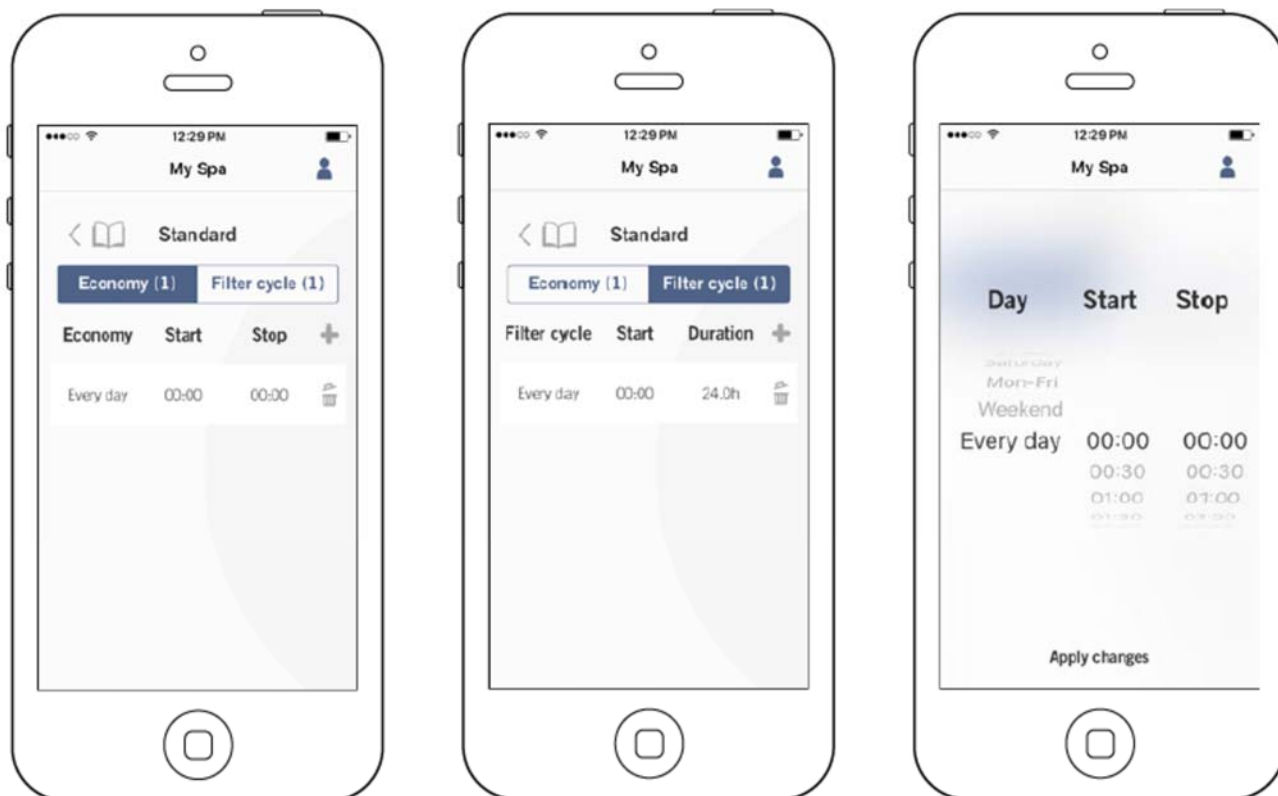 12:29 PM
My Spa
Standard
Economy (1) Filter cycle (1)
Economy Start Stop
Every day 00:00 00:00
12:29 PM
My Spa
Standard
Economy (1) Filter cycle (1)
Filter cycle Start Duration
Every day 00:00 24.0h
12:29 PM
My Spa
Day Start Stop
Saturday
Mon-Fri
Weekend
Every day 00:00 00:00
00:30 00:30
01:00 01:00
Apply changes